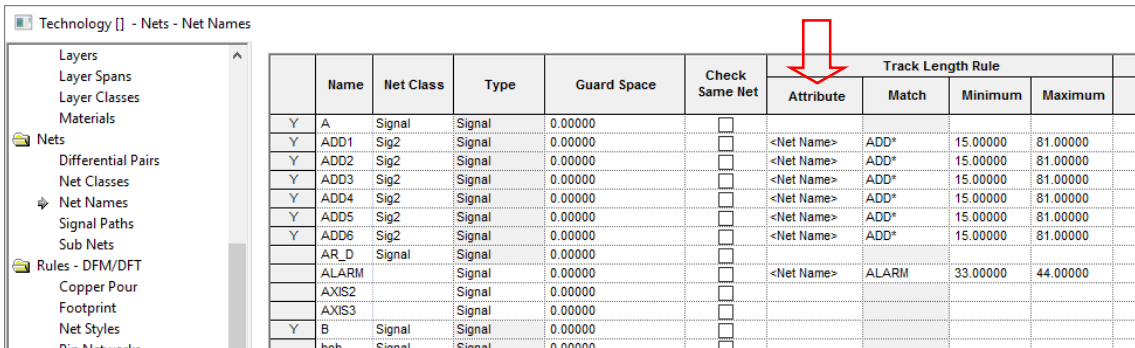 Technology [] - Nets - Net Names
Layers
Layer Spans
Layer Classes
Materials
Nets
Differential Pairs
Net Classes
Net Names
Signal Paths
Sub Nets
Rules - DFM/DFT
Copper Pour
Footprint
Net Styles
Track Length Rule
Name Net Class Type Guard Space Check Same Net Attribute Match Minimum Maximum
Y A Signal Signal 0.00000
Y ADD1 Sig2 Signal 0.00000 <Net Name> ADD* 15.00000 81.00000
Y ADD2 Sig2 Signal 0.00000 <Net Name> ADD* 15.00000 81.00000
Y ADD3 Sig2 Signal 0.00000 <Net Name> ADD* 15.00000 81.00000
Y ADD4 Sig2 Signal 0.00000 <Net Name> ADD* 15.00000 81.00000
Y ADD5 Sig2 Signal 0.00000 <Net Name> ADD* 15.00000 81.00000
Y ADD6 Sig2 Signal 0.00000 <Net Name> ADD* 15.00000 81.00000
AR_D Signal Signal 0.00000
ALARM Signal 0.00000 <Net Name> ALARM 33.00000 44.00000
AXIS2 Signal 0.00000
AXIS3 Signal 0.00000
Y B Signal Signal 0.00000
Signal Signal 0.00000